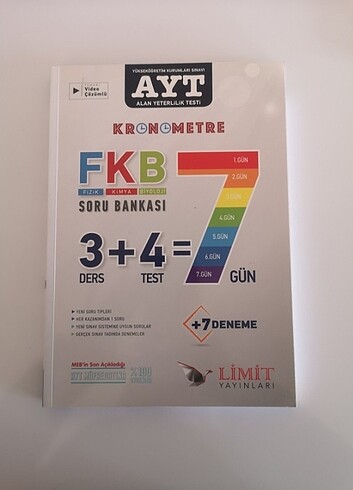 Video
Çözümlü
YÜKSEKÖĞRETİM KURUMLARI SINAVI
AYT
ALAN YETERLİLİK TESTİ
KRONOMETRE
FKB
FİZİK KİMYA BİYOLOJİ
SORU BANKASI
3+4=7
DERS TEST GÜN
1.GÜN
2.GÜN
3.GÜN
4.GÜN
5.GÜN
6.GÜN
7.GÜN
YENİ SORU TİPLERİ
HER KAZANIMDAN 1 SORU
YENİ SINAV SİSTEMİNE UYGUN SORULAR
GERÇEK SINAV TADINDA DENEMELER
+7DENEME
MEB'in Son Açıkladığı
LİMİT
YAYINLARI